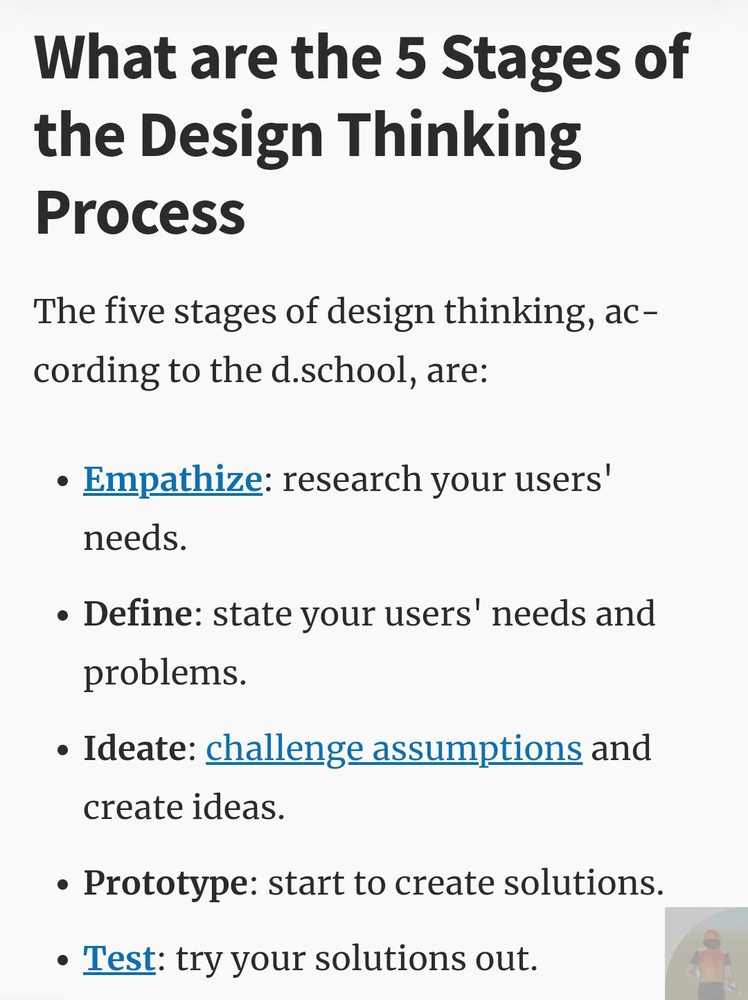 What are the 5 Stages of
the Design Thinking
Process
The five stages of design thinking, ac-
cording to the d.school, are:
• Empathize: research your users'
needs.
• Define: state your users' needs and
problems.
• Ideate: challenge assumptions and
create ideas.
• Prototype: start to create solutions.
• Test: try your solutions out.